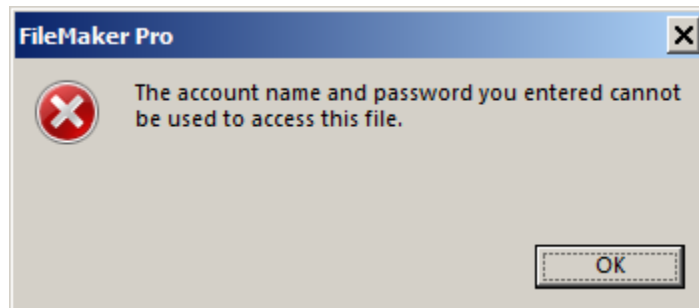 FileMaker Pro
The account name and password you entered cannot
be used to access this file.
OK